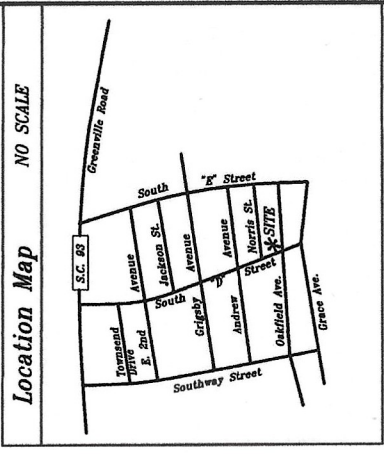 Location Map NO SCALE
Greenville Road
S.C. 93
South "E" Street
Avenue
Jackson St.
Avenue
Avenue
Norris St.
SITE
South "D" Street
Townsend
Drive
E. 2nd
Grigsby
Andrew
Oakfield Ave.
Grace Ave.
Southway Street